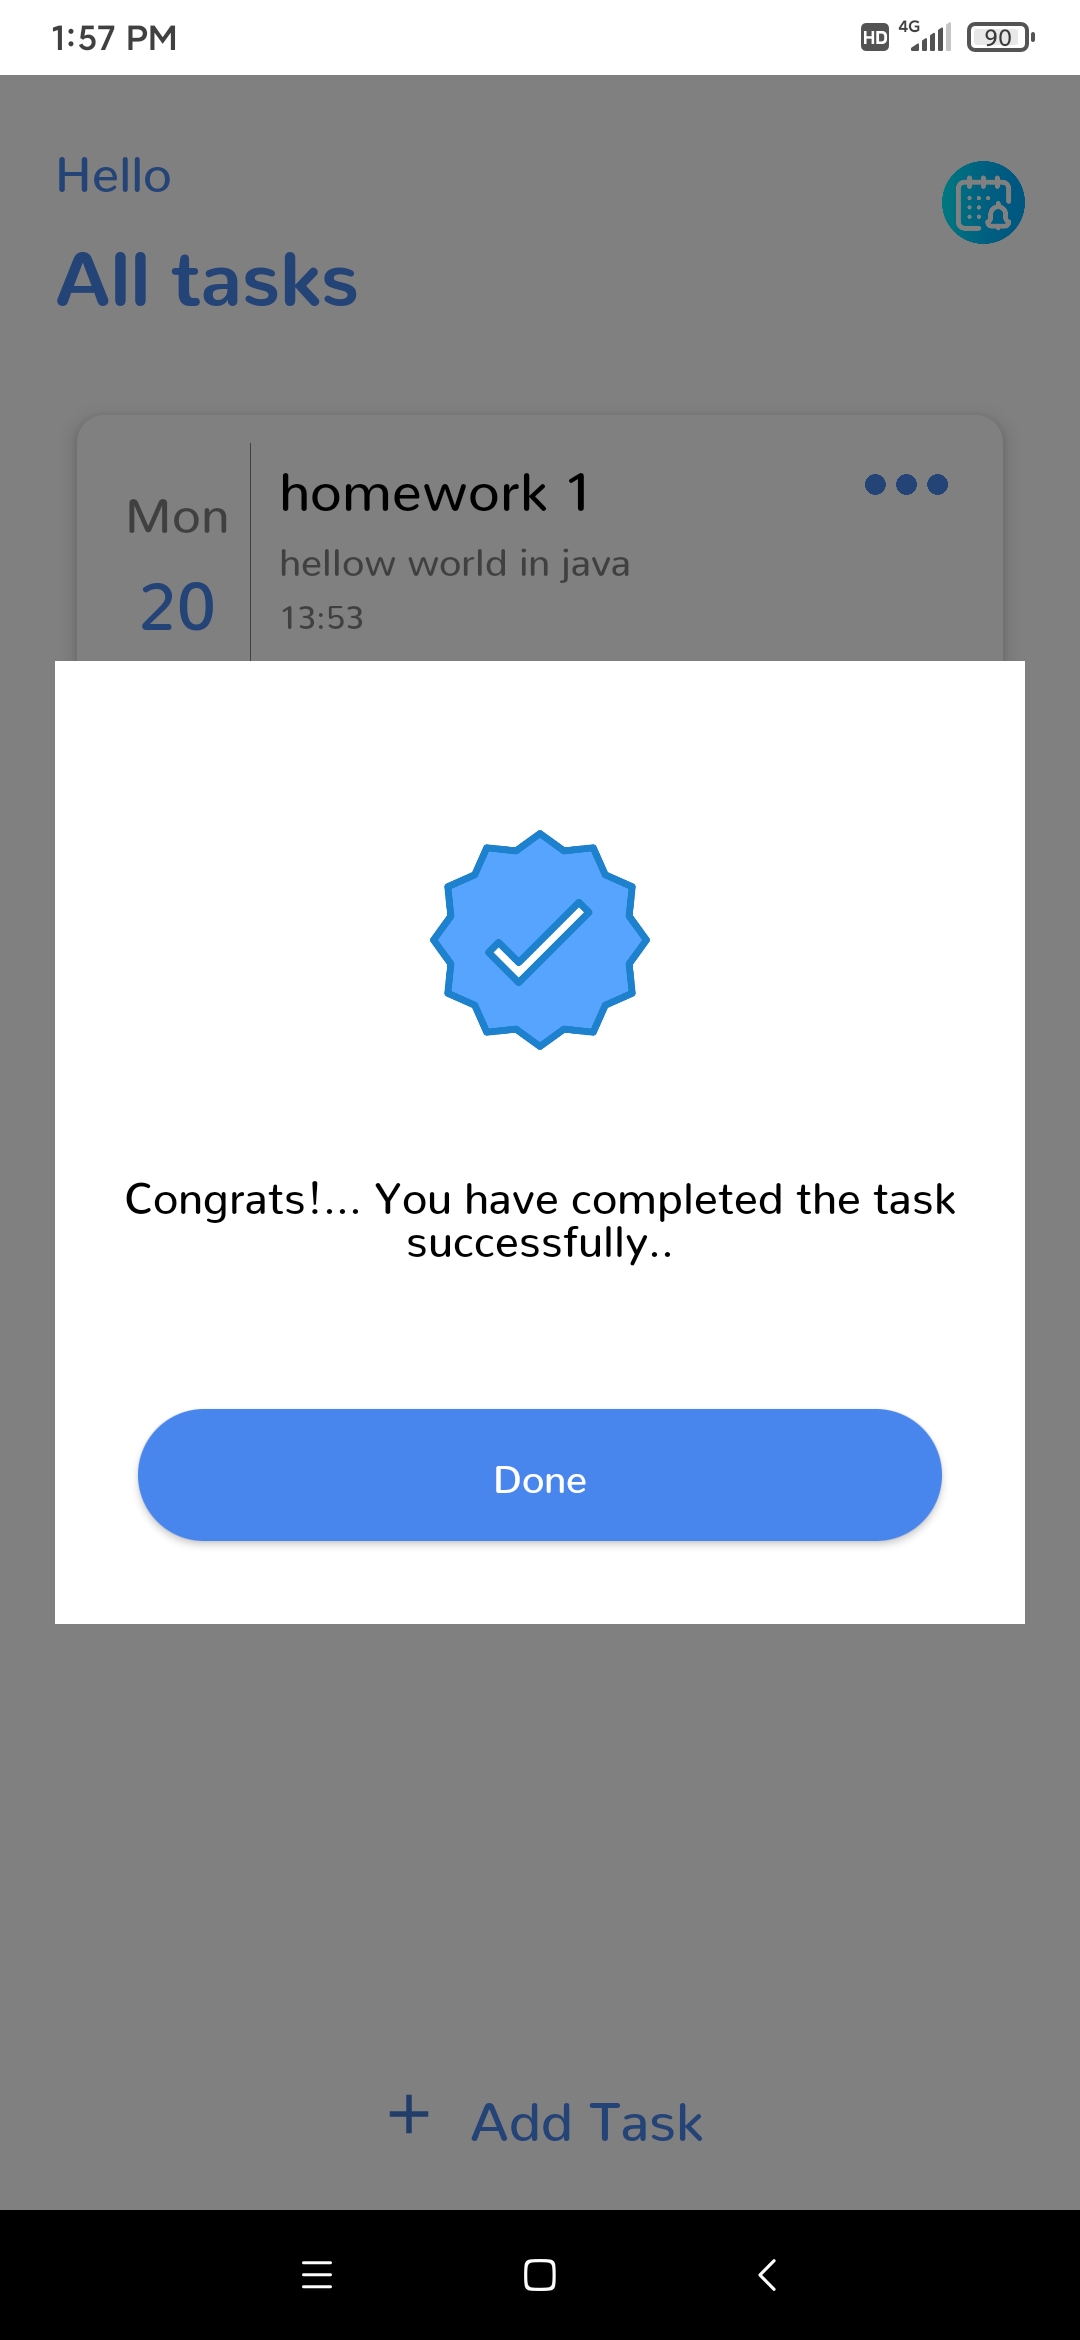 1:57 PM
HD 4G 90
Hello
All tasks
homework 1
Mon
hellow world in java
20
13:53
Congrats!... You have completed the task
successfully..
Done
+ Add Task